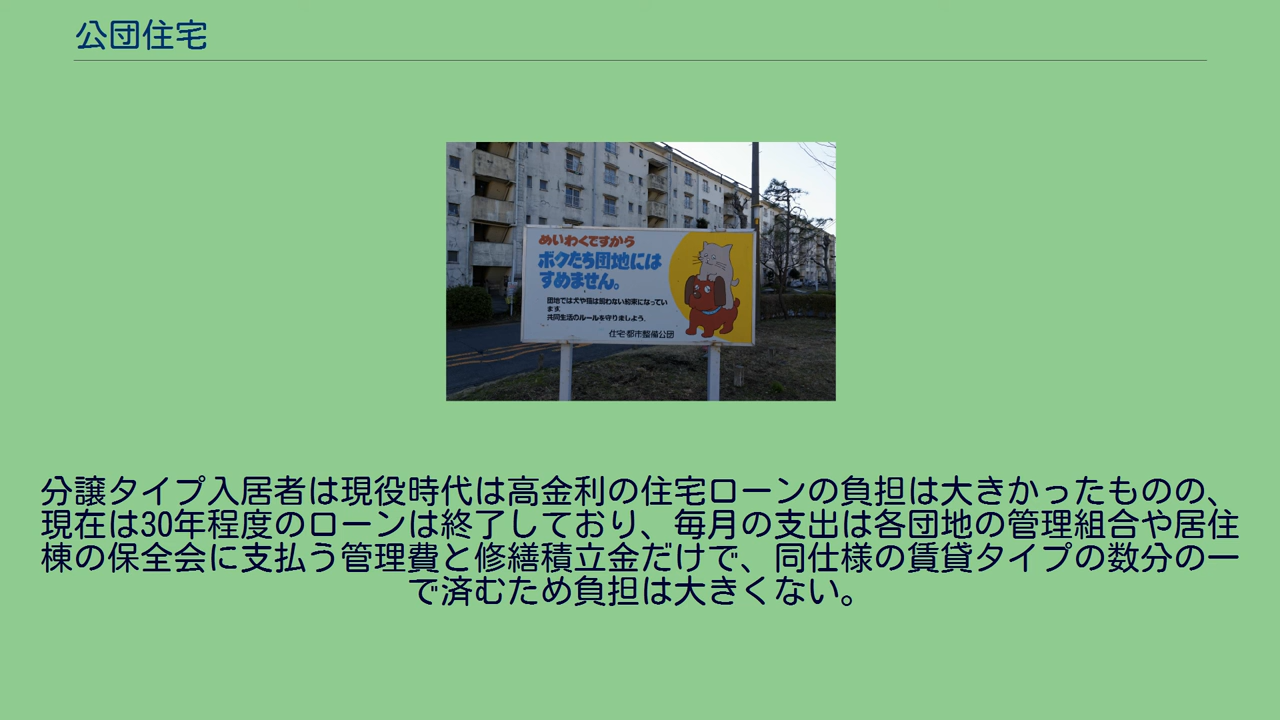 公団住宅
めいわくですから
ボクたち団地には
すめません。
団地では犬や猫は飼わない約束になってい
ます
共同生活のルールを守りましょう。
住宅・都市整備公団
分譲タイプ入居者は現役時代は高金利の住宅ローンの負担は大きかったものの、
現在は30年程度のローンは終了しており、毎月の支出は各団地の管理組合や居住
棟の保全会に支払う管理費と修繕積立金だけで、同仕様の賃貸タイプの数分の一
で済むため負担は大きくない。